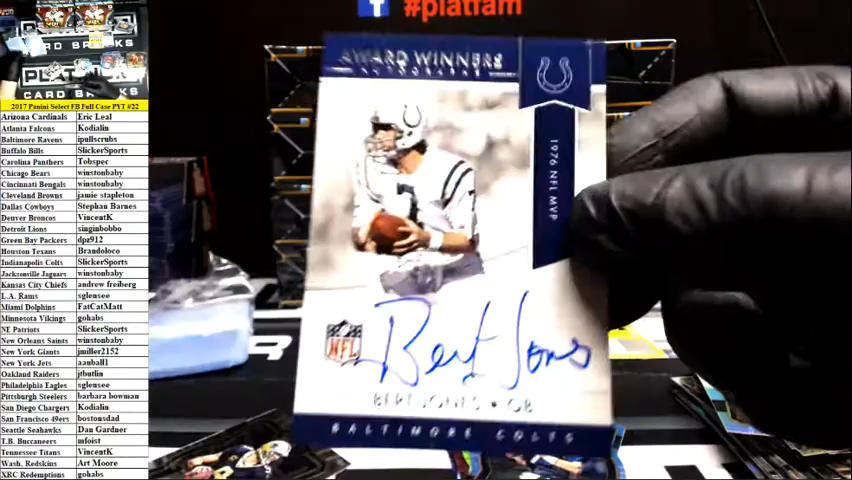 #platfam
CARD BREAKS
CARD BREAKS
2017 Panini Select FB Full Case PYT #22
Arizona Cardinals Eric Leal
Atlanta Falcons Kodialin
Baltimore Ravens ipullscrubs
Buffalo Bills SlickerSports
Carolina Panthers Tobspec
Chicago Bears winstonbaby
Cincinnati Bengals winstonbaby
Cleveland Browns jamie stapleton
Dallas Cowboys Stephan Barnes
Denver Broncos VincentK
Detroit Lions singinbobbo
Green Bay Packers dpz912
Houston Texans Brandoloco
Indianapolis Colts SlickerSports
Jacksonville Jaguars winstonbaby
Kansas City Chiefs andrew freiberg
L.A. Rams sglensee
Miami Dolphins FatCatMatt
Minnesota Vikings gohabs
NE Patriots SlickerSports
New Orleans Saints winstonbaby
New York Giants jmiller2152
New York Jets aauball1
Oakland Raiders jtbutlin
Philadelphia Eagles sglensee
Pittsburgh Steelers barbara bowman
San Diego Chargers Kodialin
San Francisco 49ers bostonsdad
Seattle Seahawks Dan Gardner
T.B. Buccaneers mfoist
Tennessee Titans VincentK
Wash. Redskins Art Moore
XRC Redemptions gohabs
AWARD WINNERS
AUTOGRAPHS
1976 NFL MVP
NFL
Bert Jones
BERT JONES • QB
BALTIMORE COLTS